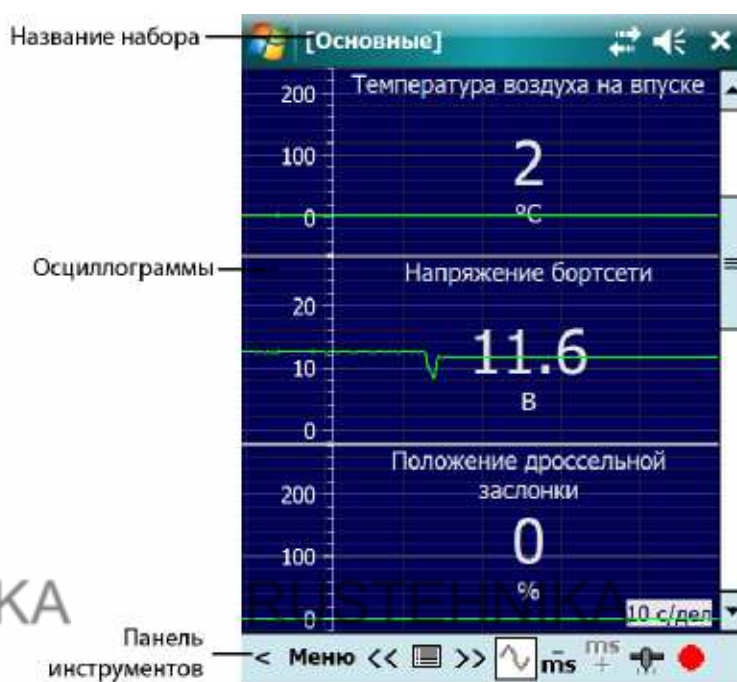 Название набора
[Основные]
Температура воздуха на впуске
200
100
0
2
ºC
Осциллограммы
Напряжение бортсети
20
10
0
11.6
В
Положение дроссельной
заслонки
200
100
0
0
%
10 с/дел
KA
RUSTEHNIKA
Панель
инструментов
< Меню << >> ms ms